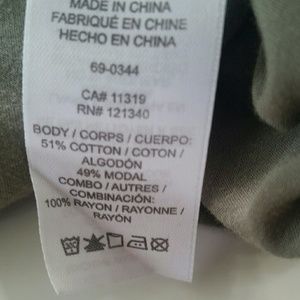 MADE IN CHINA
FABRIQUÉ EN CHINE
HECHO EN CHINA
69-0344
CA# 11319
RN# 121340
BODY / CORPS / CUERPO:
51% COTTON / COTON /
ALGODÓN
49% MODAL
COMBO / AUTRES /
COMBINACIÓN:
100% RAYON / RAYONNE /
RAYÓN